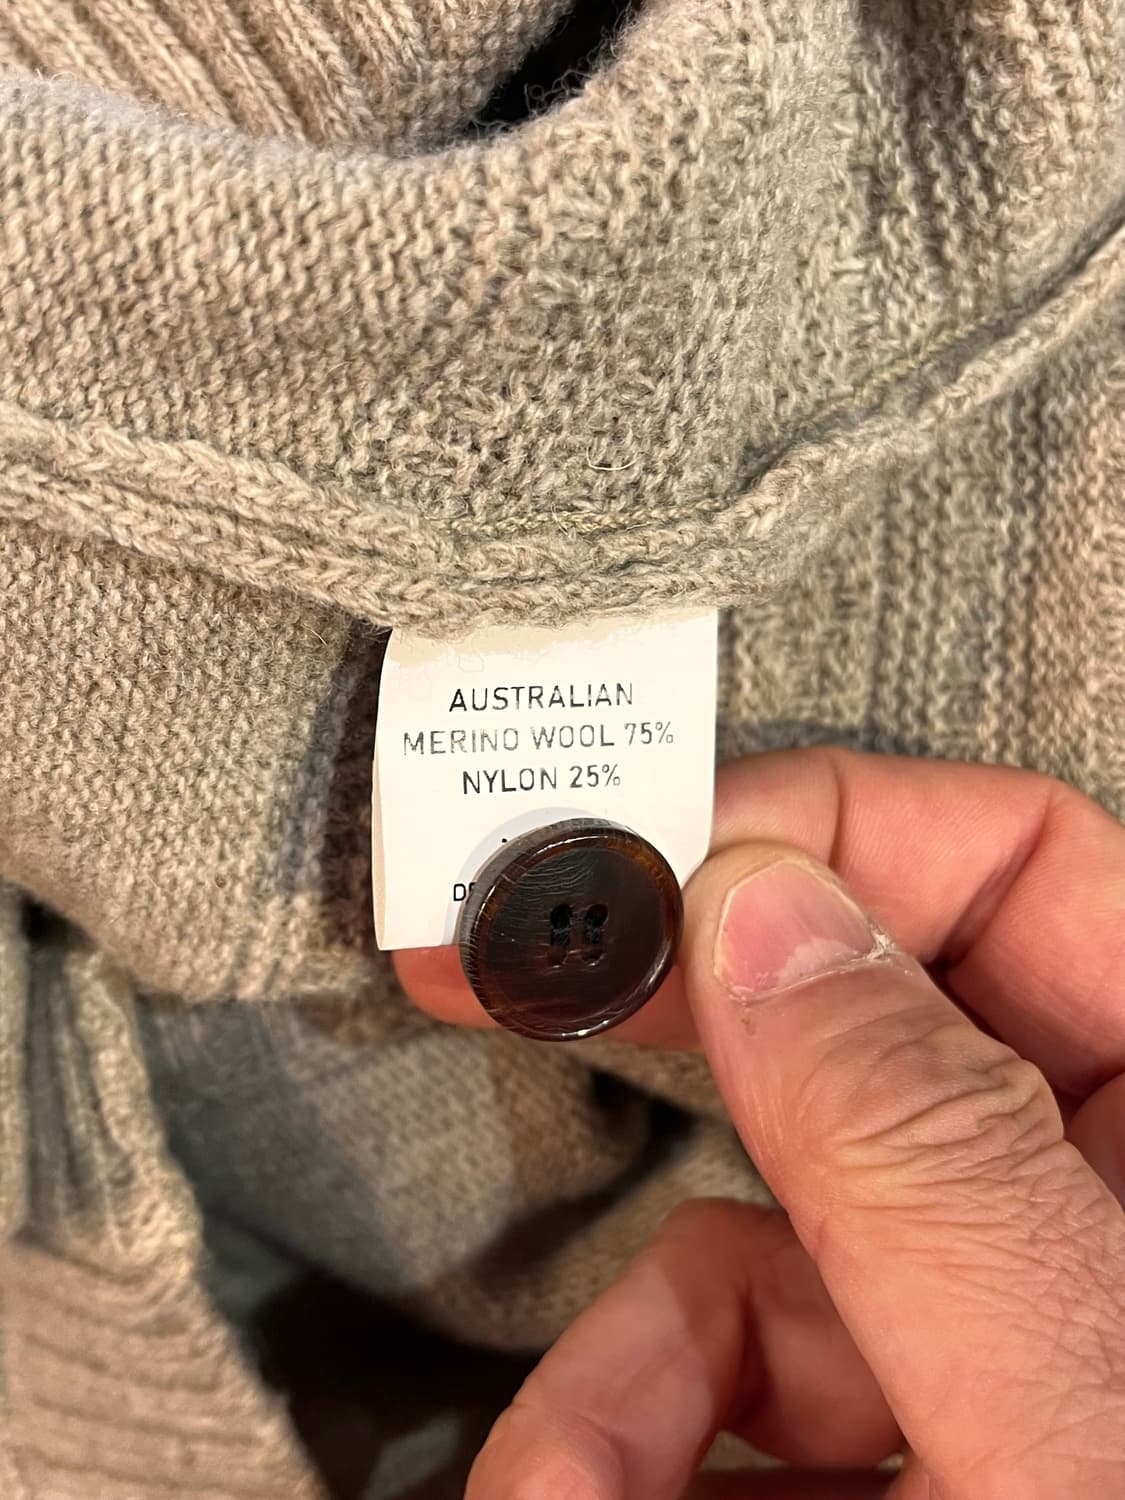 AUSTRALIAN
MERINO WOOL 75%
NYLON 25%